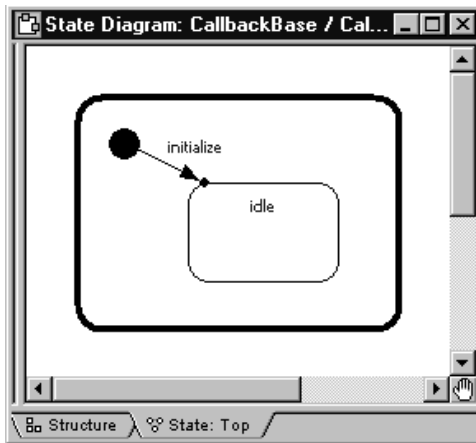 State Diagram: CallbackBase / Cal...
initialize
idle
Structure
State: Top